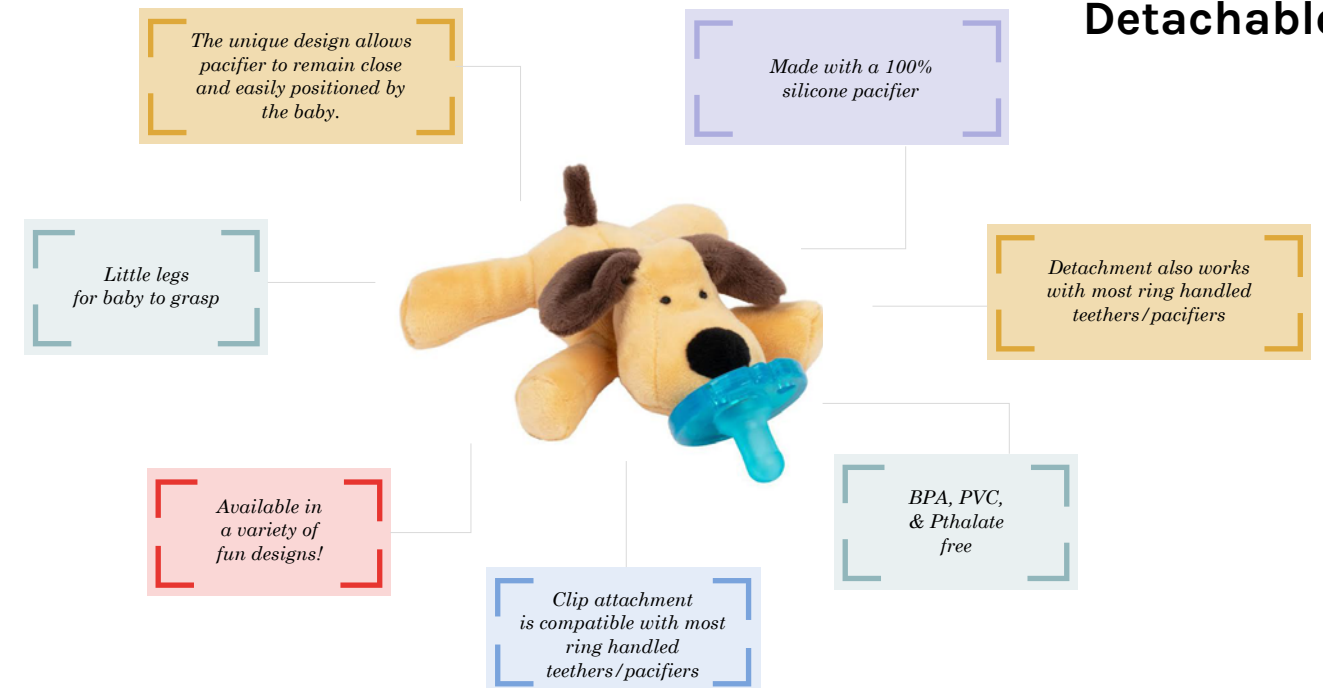 Detachable
The unique design allows
pacifier to remain close
and easily positioned by
the baby.
Made with a 100%
silicone pacifier
Little legs
for baby to grasp
Detachment also works
with most ring handled
teethers/pacifiers
Available in
a variety of
fun designs!
BPA, PVC,
& Pthalate
free
Clip attachment
is compatible with most
ring handled
teethers/pacifiers